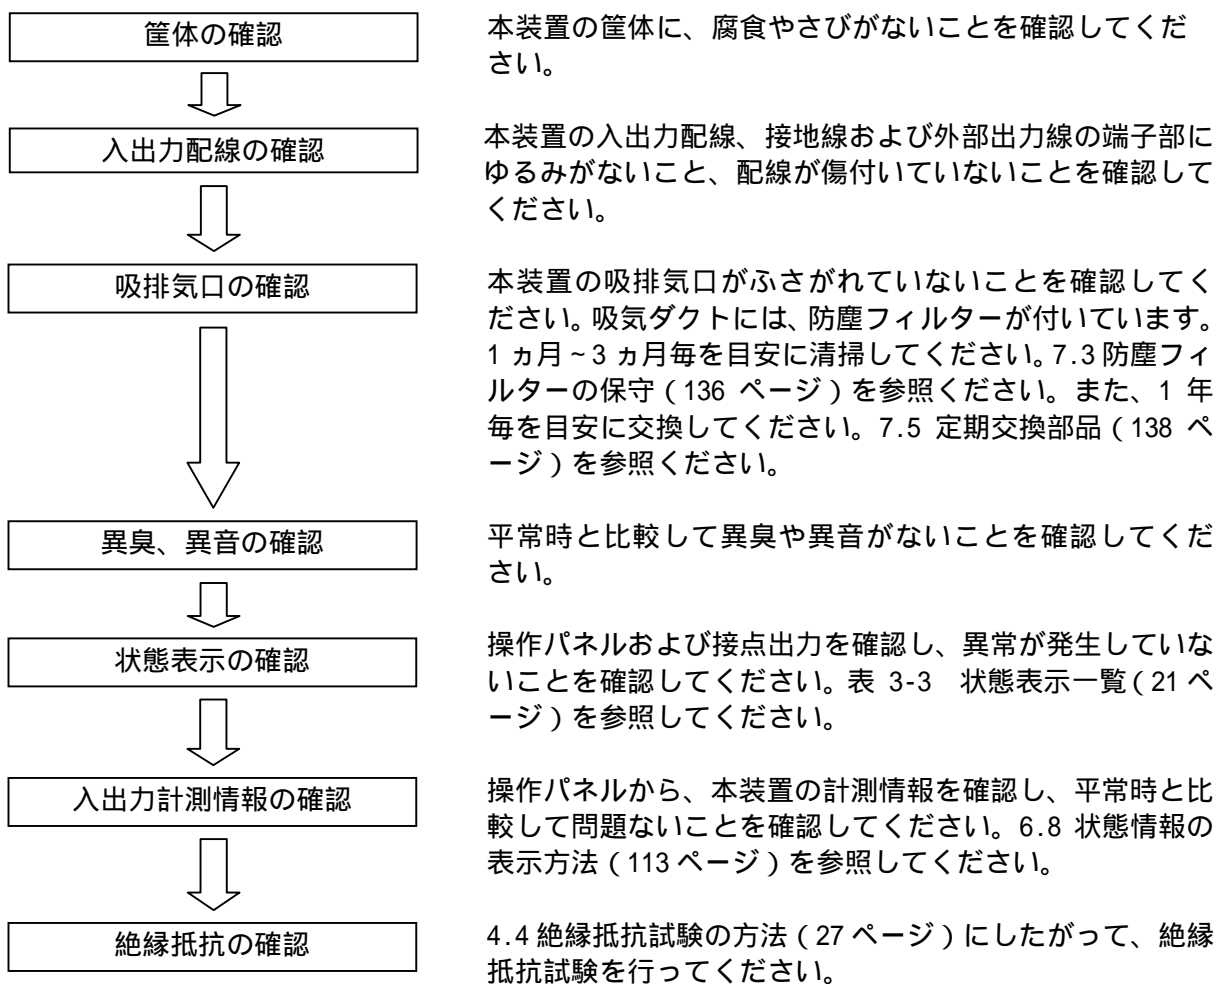 筐体の確認
本装置の筐体に、腐食やさびがないことを確認してくだ
さい。
入出力配線の確認
本装置の入出力配線、接地線および外部出力線の端子部に
ゆるみがないこと、配線が傷付いていないことを確認して
ください。
吸排気口の確認
本装置の吸排気口がふさがれていないことを確認してく
ださい。吸気ダクトには、防塵フィルターが付いています。
1 ヵ月~3 ヵ月毎を目安に清掃してください。7.3 防塵フィ
ルターの保守(136 ページ)を参照ください。また、1 年
毎を目安に交換してください。7.5 定期交換部品(138 ペ
ージ)を参照ください。
異臭、異音の確認
平常時と比較して異臭や異音がないことを確認してくだ
さい。
状態表示の確認
操作パネルおよび接点出力を確認し、異常が発生していな
いことを確認してください。表 3-3 状態表示一覧(21 ペ
ージ)を参照してください。
入出力計測情報の確認
操作パネルから、本装置の計測情報を確認し、平常時と比
較して問題ないことを確認してください。6.8 状態情報の
表示方法(113 ページ)を参照してください。
絶縁抵抗の確認
4.4 絶縁抵抗試験の方法(27 ページ)にしたがって、絶縁
抵抗試験を行ってください。